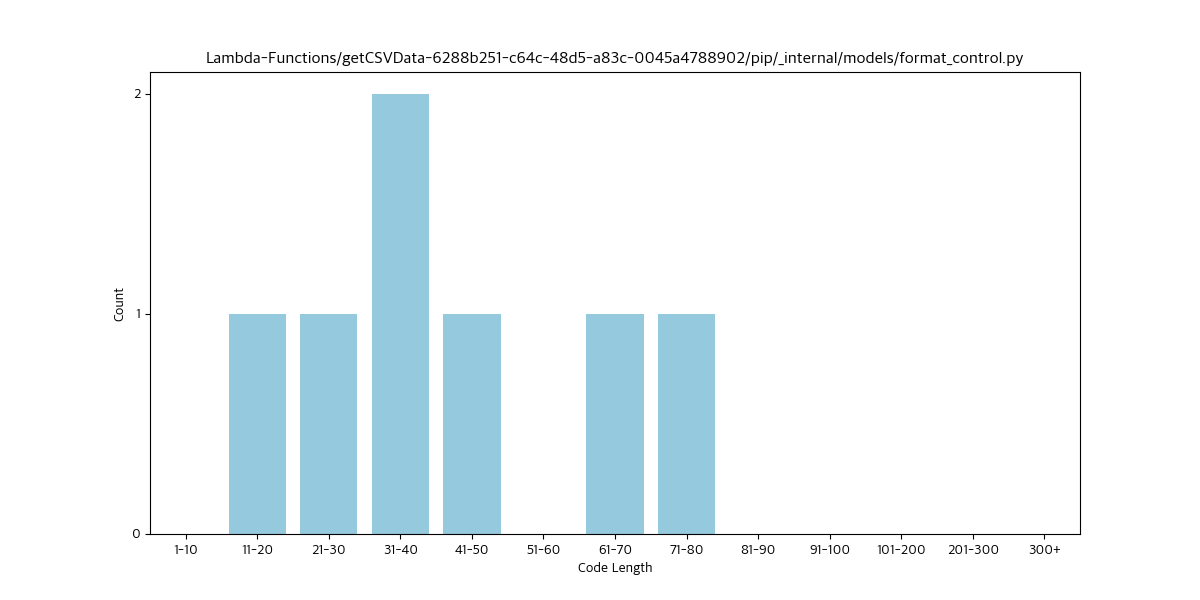 Lambda-Functions/getCSVData-6288b251-c64c-48d5-a83c-0045a4788902/pip/_internal/models/format_control.py
2
1
0
Count
1-10 11-20 21-30 31-40 41-50 51-60 61-70 71-80 81-90 91-100 101-200 201-300 300+
Code Length